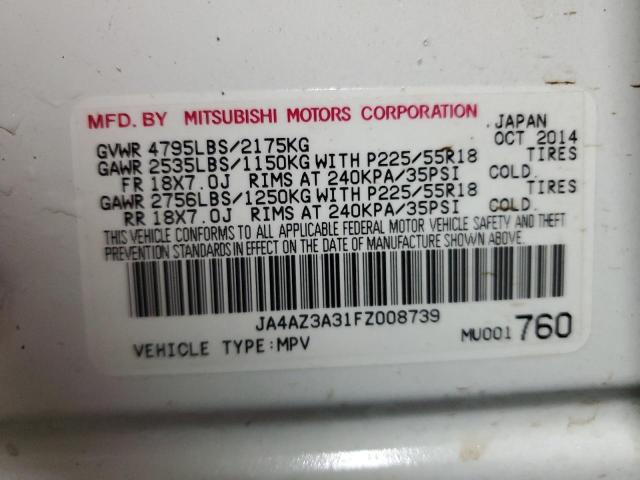 MFD. BY MITSUBISHI MOTORS CORPORATION JAPAN
GVWR 4795LBS/2175KG OCT 2014
GAWR 2535LBS/1150KG WITH P225/55R18 TIRES
FR 18X7.0J RIMS AT 240KPA/35PSI COLD.
GAWR 2756LBS/1250KG WITH P225/55R18 TIRES
RR 18X7.0J RIMS AT 240KPA/35PSI COLD.
THIS VEHICLE CONFORMS TO ALL APPLICABLE FEDERAL MOTOR VEHICLE SAFETY AND THEFT
PREVENTION STANDARDS IN EFFECT ON THE DATE OF MANUFACTURE SHOWN ABOVE.
JA4AZ3A31FZ008739
VEHICLE TYPE:MPV MU001760